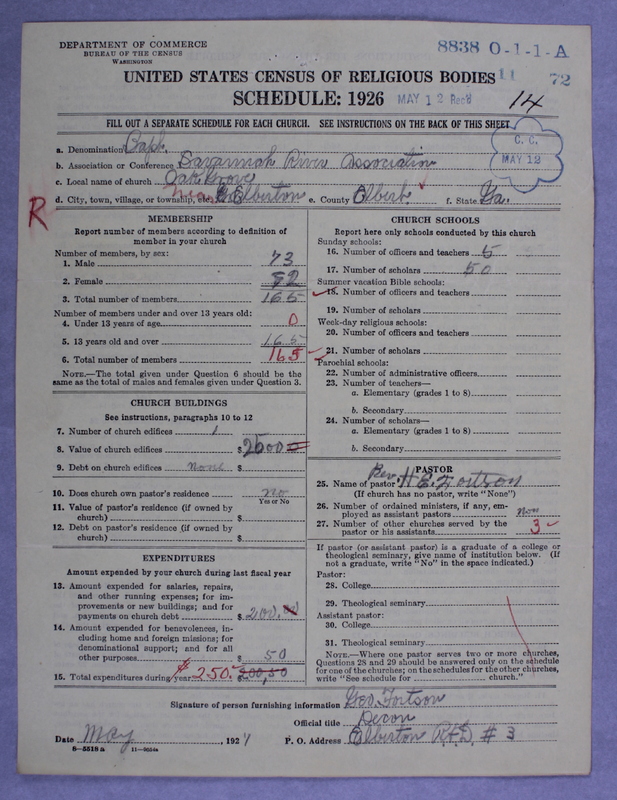 DEPARTMENT OF COMMERCE
BUREAU OF THE CENSUS
WASHINGTON
8838 0-1-1-A
11 72
UNITED STATES CENSUS OF RELIGIOUS BODIES
SCHEDULE: 1926 MAY 12 Rec'd 14
FILL OUT A SEPARATE SCHEDULE FOR EACH CHURCH. SEE INSTRUCTIONS ON THE BACK OF THIS SHEET
C. C.
MAY 12
a. Denomination Bapt.
b. Association or Conference Savannah River Association
c. Local name of church Oak Grove
d. City, town, village, or township, etc. Elberton e. County Elbert f. State Ga.
R
MEMBERSHIP
Report number of members according to definition of
member in your church
Number of members, by sex:
1. Male 73
2. Female 92
3. Total number of members 165
Number of members under and over 13 years old:
4. Under 13 years of age 0
5. 13 years old and over 165
6. Total number of members 165
NOTE.—The total given under Question 6 should be the
same as the total of males and females given under Question 3.
CHURCH BUILDINGS
See instructions, paragraphs 10 to 12
7. Number of church edifices 1
8. Value of church edifices $ 2500
9. Debt on church edifices none $
10. Does church own pastor's residence no
Yes or No
11. Value of pastor's residence (if owned by
church) $
12. Debt on pastor's residence (if owned by
church) $
EXPENDITURES
Amount expended by your church during last fiscal year
13. Amount expended for salaries, repairs,
and other running expenses; for im-
provements or new buildings; and for
payments on church debt $ 200.00
14. Amount expended for benevolences, in-
cluding home and foreign missions; for
denominational support; and for all
other purposes $ 50
15. Total expenditures during year $ 250. $ 200,50
CHURCH SCHOOLS
Report here only schools conducted by this church
Sunday schools:
16. Number of officers and teachers 5
17. Number of scholars 50
Summer vacation Bible schools:
18. Number of officers and teachers
19. Number of scholars
Week-day religious schools:
20. Number of officers and teachers
21. Number of scholars
Parochial schools:
22. Number of administrative officers
23. Number of teachers—
a. Elementary (grades 1 to 8)
b. Secondary
24. Number of scholars—
a. Elementary (grades 1 to 8)
b. Secondary
PASTOR
25. Name of pastor Rev. H. B. Fortson
(If church has no pastor, write "None")
26. Number of ordained ministers, if any, em-
ployed as assistant pastors Non
27. Number of other churches served by the
pastor or his assistants 3
If pastor (or assistant pastor) is a graduate of a college or
theological seminary, give name of institution below. (If
not a graduate, write "No" in the space indicated.)
Pastor:
28. College
29. Theological seminary
Assistant pastor:
30. College
31. Theological seminary
NOTE.—Where one pastor serves two or more churches,
Questions 28 and 29 should be answered only on the schedule
for one of the churches; on the schedules for the other churches,
write "See schedule for church."
Signature of person furnishing information Geo. Fortson
Official title Decon
Date May , 1927 P. O. Address Elberton R.F.D. # 3
8-5518 a